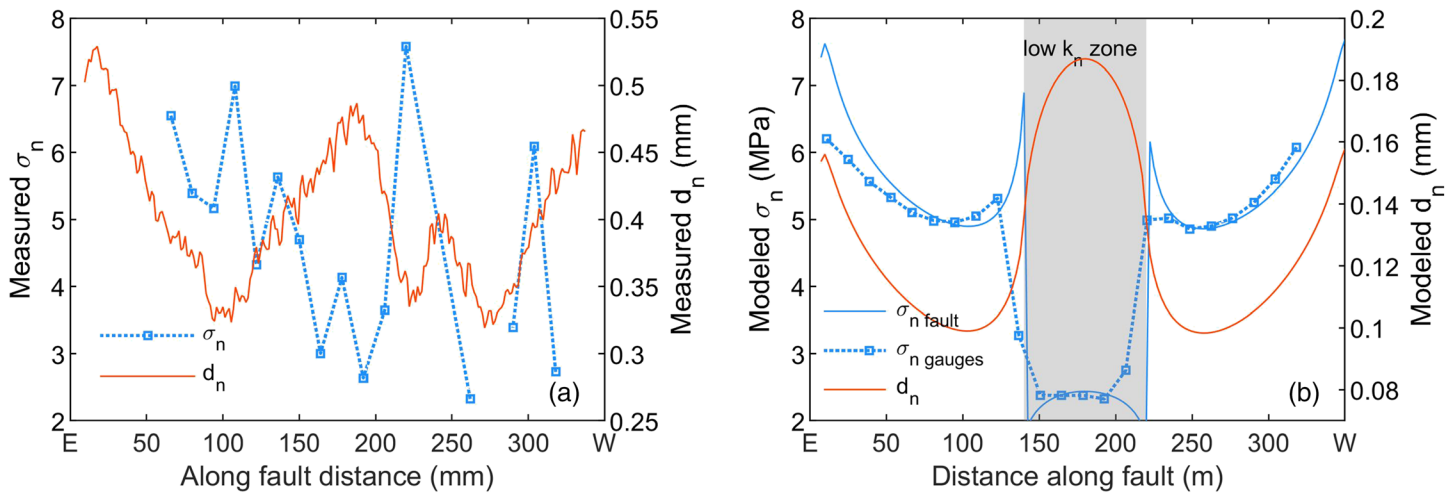 8
7
6
5
4
3
2
Measured σn
0.55
0.5
0.45
0.4
0.35
0.3
0.25
Measured dn (mm)
σn
dn
(a)
E 50 100 150 200 250 300 W
Along fault distance (mm)
8
7
6
5
4
3
2
Modeled σn (MPa)
low kn zone
0.2
0.18
0.16
0.14
0.12
0.1
0.08
Modeled dn (mm)
σn fault
σn gauges
dn
(b)
E 50 100 150 200 250 300 W
Distance along fault (m)